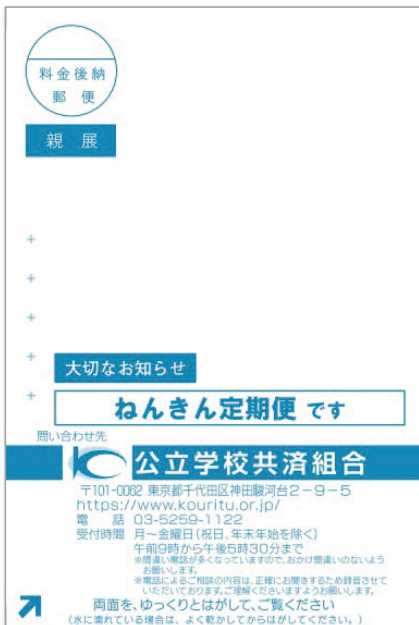 料金後納
郵便
親展
大切なお知らせ
ねんきん定期便 です
問い合わせ先
公立学校共済組合
〒101-0062 東京都千代田区神田駿河台2-9-5
https://www.kouritu.or.jp/
電 話 03-5259-1122
受付時間 月~金曜日(祝日、年末年始を除く)
午前9時から午後5時30分まで
※間違い電話が多くなっていますので、おかけ間違いのないよう
お願いします。
※電話によるご相談の内容は、正確にお聞きするため録音させて
いただいております。ご理解くださいますようお願いします。
両面を、ゆっくりとはがして、ご覧ください
(水に濡れている場合は、よく乾かしてからはがしてください。)